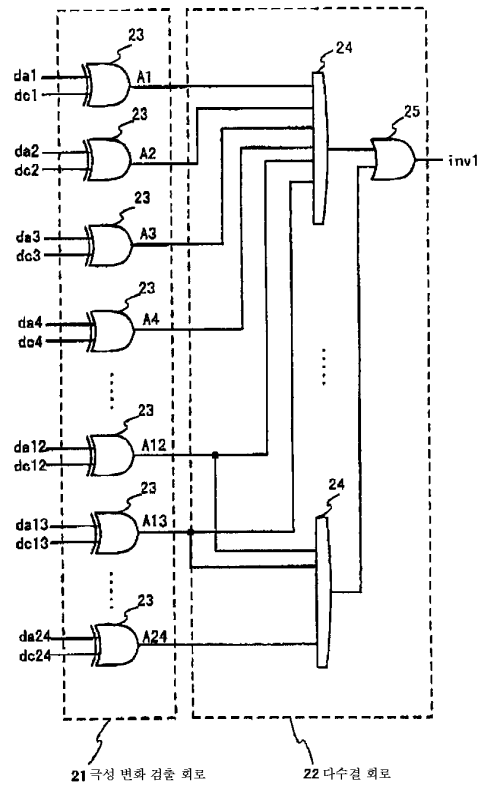 23
da1 A1 24
dc1
23 25
da2 A2
dc2 inv1
23
da3 A3
dc3
23
da4 A4
dc4
23
da12 A12
dc12
23 24
da13 A13
dc13
23
da24 A24
dc24
21 극성 변화 검출 회로 22 다수결 회로